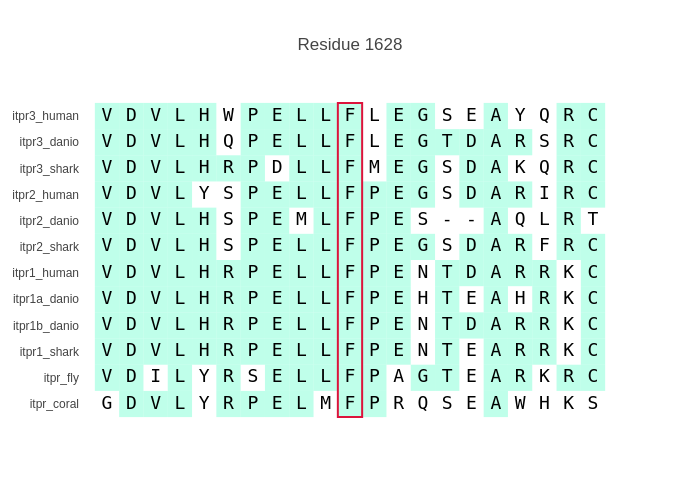 Residue 1628
itpr3_human V D V L H W P E L L F L E G S E A Y Q R C
itpr3_danio V D V L H Q P E L L F L E G T D A R S R C
itpr3_shark V D V L H R P D L L F M E G S D A K Q R C
itpr2_human V D V L Y S P E L L F P E G S D A R I R C
itpr2_danio V D V L H S P E M L F P E S - - A Q L R T
itpr2_shark V D V L H S P E L L F P E G S D A R F R C
itpr1_human V D V L H R P E L L F P E N T D A R R K C
itpr1a_danio V D V L H R P E L L F P E H T E A H R K C
itpr1b_danio V D V L H R P E L L F P E N T D A R R K C
itpr1_shark V D V L H R P E L L F P E N T E A R R K C
itpr_fly V D I L Y R S E L L F P A G T E A R K R C
itpr_coral G D V L Y R P E L M F P R Q S E A W H K S